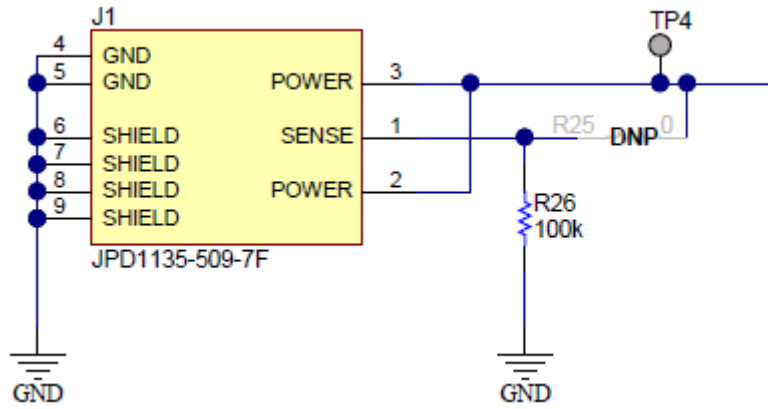 J1
TP4
4
GND
5
GND
POWER
3
6
SHIELD
SENSE
1
R25
DNP
0
7
SHIELD
8
SHIELD
POWER
2
9
SHIELD
R26
100k
JPD1135-509-7F
GND
GND